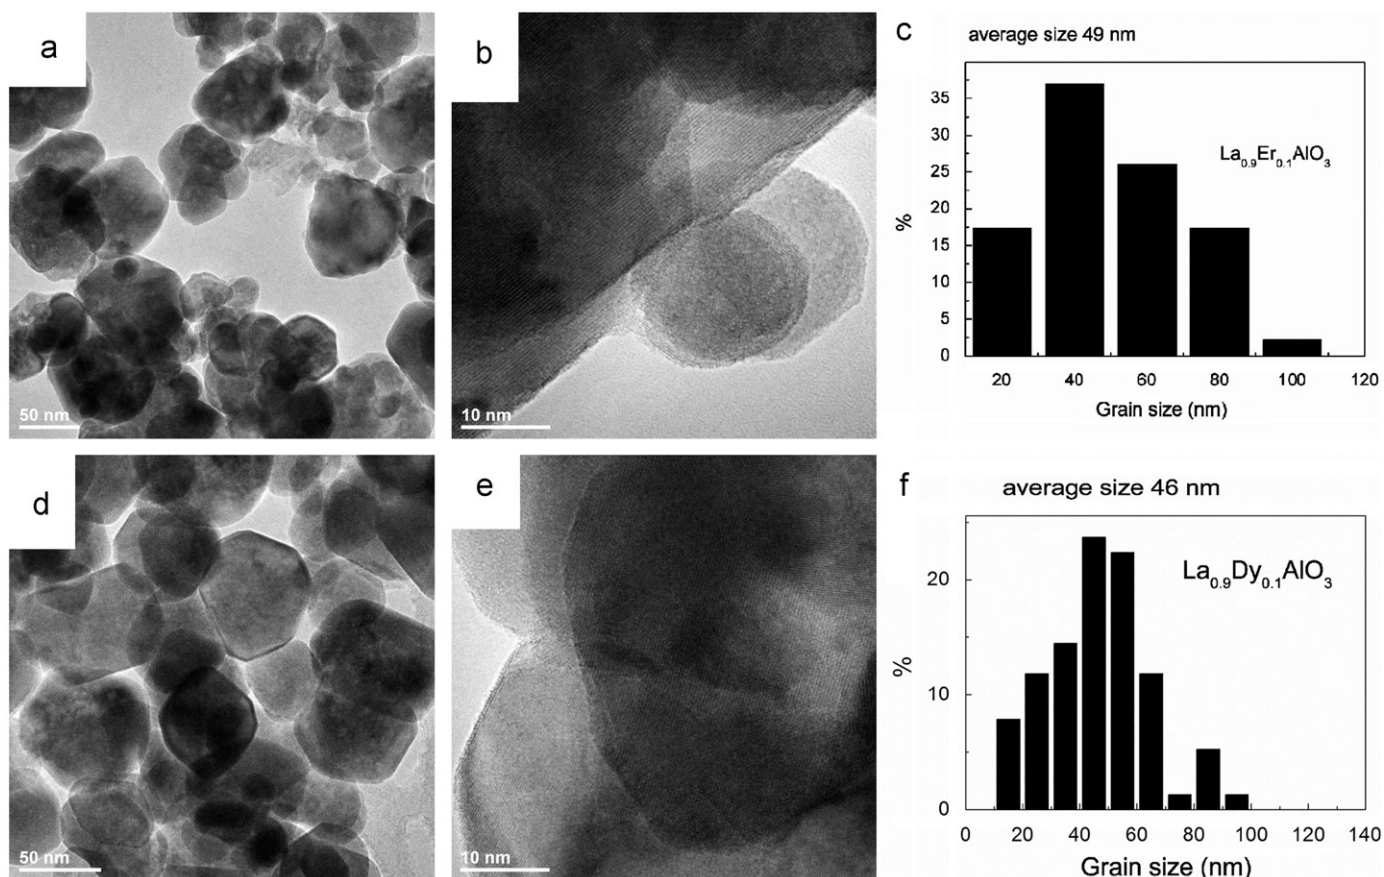 a
50 nm
b
10 nm
c
average size 49 nm
La0.9Er0.1AlO3
%
35
30
25
20
15
10
5
0
20 40 60 80 100 120
Grain size (nm)
d
50 nm
e
10 nm
f
average size 46 nm
La0.9Dy0.1AlO3
%
20
10
0
0 20 40 60 80 100 120 140
Grain size (nm)